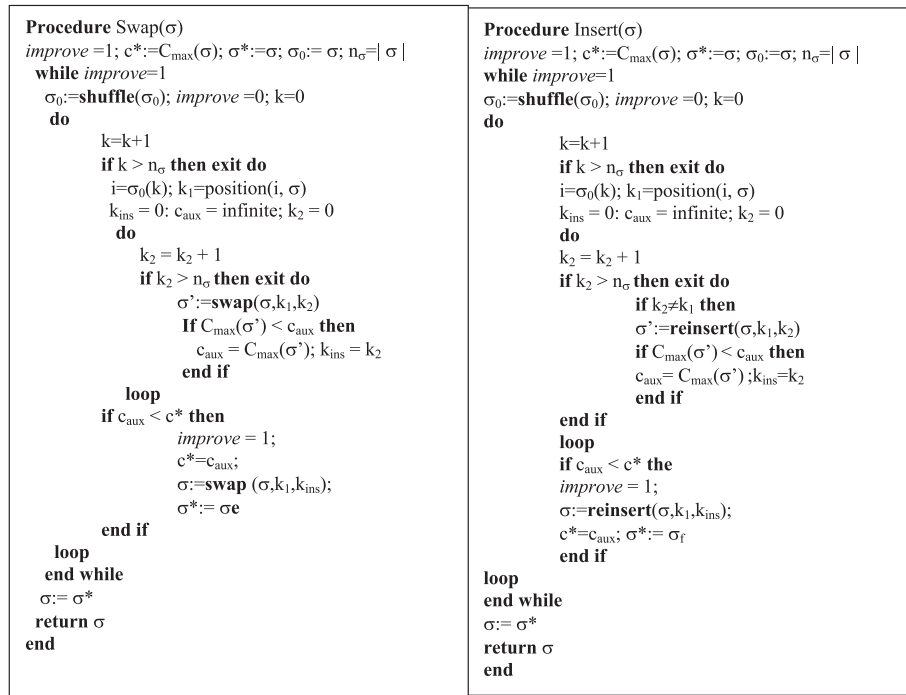 Procedure Swap(σ)
improve =1; c*:=Cmax(σ); σ*:=σ; σ0:= σ; nσ=| σ |
while improve=1
σ0:=shuffle(σ0); improve =0; k=0
do
k=k+1
if k > nσ then exit do
i=σ0(k); k1=position(i, σ)
kins = 0: caux = infinite; k2 = 0
do
k2 = k2 + 1
if k2 > nσ then exit do
σ’:=swap(σ,k1,k2)
If Cmax(σ’) < caux then
caux = Cmax(σ’); kins = k2
end if
loop
if caux < c* then
improve = 1;
c*=caux;
σ:=swap (σ,k1,kins);
σ*:= σe
end if
loop
end while
σ:= σ*
return σ
end
Procedure Insert(σ)
improve =1; c*:=Cmax(σ); σ*:=σ; σ0:=σ; nσ=| σ |
while improve=1
σ0:=shuffle(σ0); improve =0; k=0
do
k=k+1
if k > nσ then exit do
i=σ0(k); k1=position(i, σ)
kins = 0: caux = infinite; k2 = 0
do
k2 = k2 + 1
if k2 > nσ then exit do
if k2≠k1 then
σ’:=reinsert(σ,k1,k2)
if Cmax(σ’) < caux then
caux= Cmax(σ’) ;kins=k2
end if
end if
loop
if caux < c* the
improve = 1;
σ:=reinsert(σ,k1,kins);
c*=caux; σ*:= σf
end if
loop
end while
σ:= σ*
return σ
end